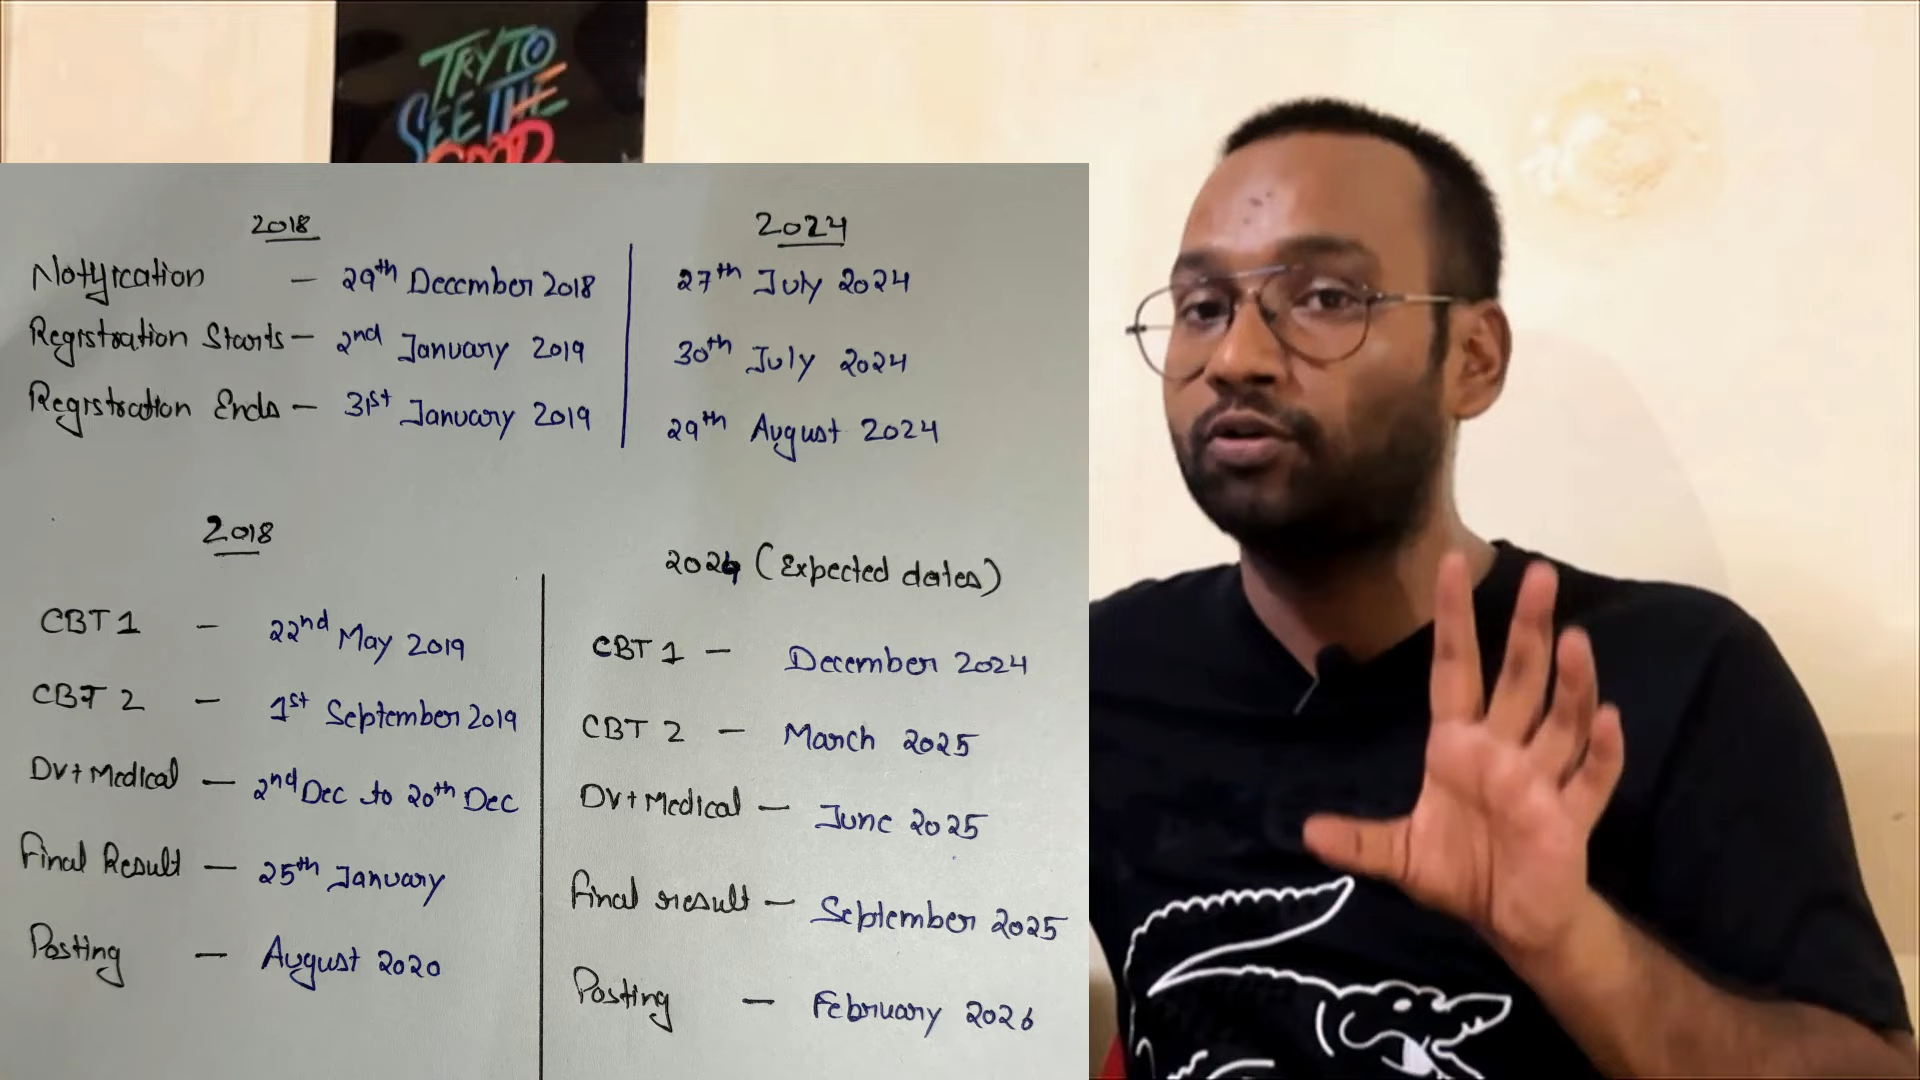 TRY TO
SEE THE
GOOD
2018 2024
Notification - 29th December 2018 27th July 2024
Registration Starts - 2nd January 2019 30th July 2024
Registration Ends - 31st January 2019 29th August 2024
2018 2024 (Expected dates)
CBT 1 - 22nd May 2019 CBT 1 - December 2024
CBT 2 - 1st September 2019 CBT 2 - March 2025
DV+Medical - 2nd Dec to 20th Dec DV+Medical - June 2025
Final Result - 25th January Final result - September 2025
Posting - August 2020 Posting - February 2026